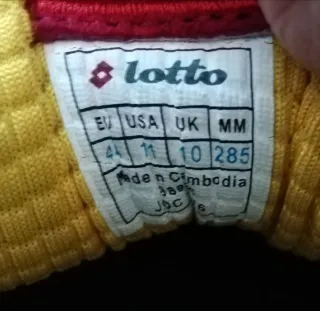 lotto
EU USA UK MM
44 11 10 285
Made in Cambodia